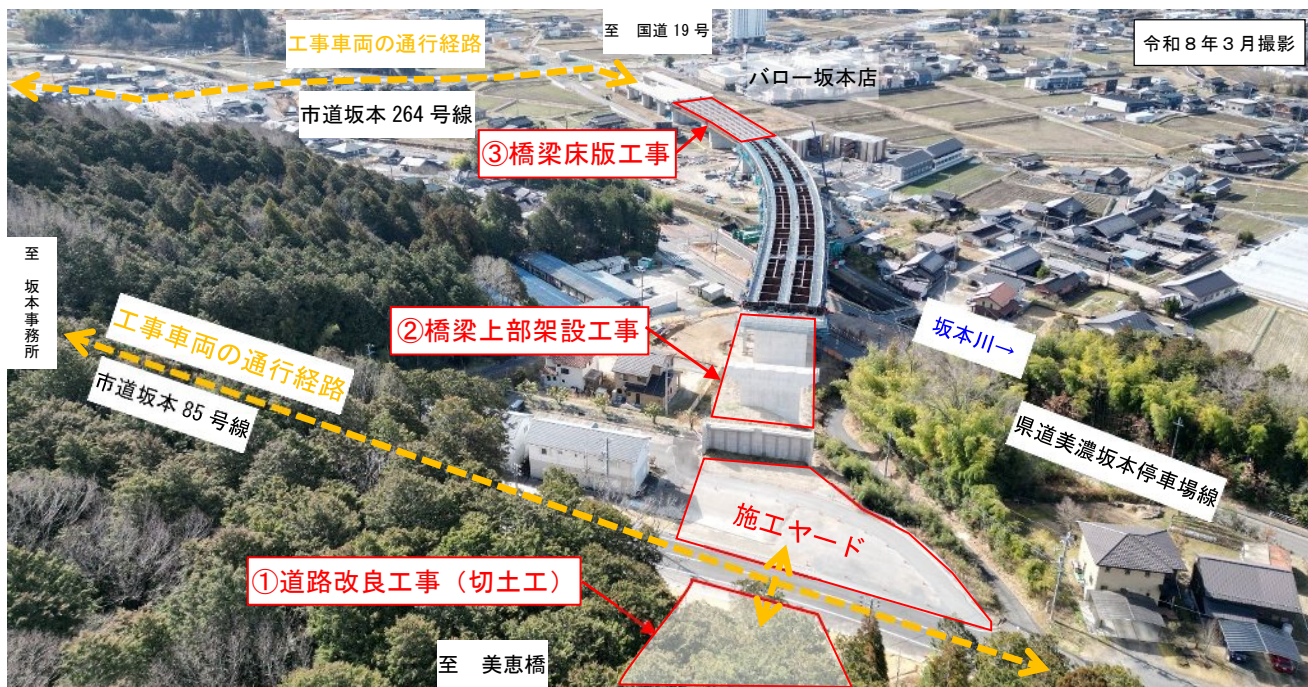 工事車両の通行経路
至　国道19号
令和８年３月撮影
バロー坂本店
市道坂本264号線
③橋梁床版工事
至　坂本事務所
工事車両の通行経路
市道坂本85号線
②橋梁上部架設工事
坂本川→
県道美濃坂本停車場線
施工ヤード
①道路改良工事（切土工）
至　美恵橋